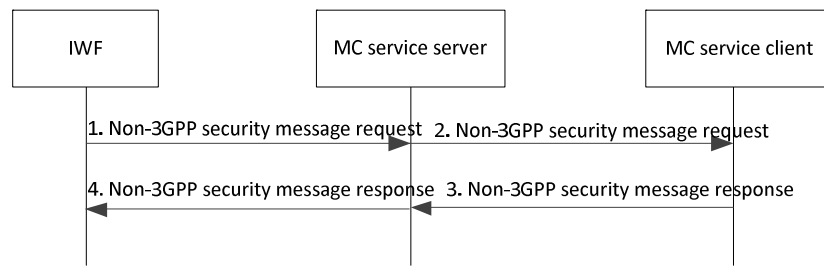 IWF
MC service server
MC service client
1. Non-3GPP security message request
2. Non-3GPP security message request
4. Non-3GPP security message response
3. Non-3GPP security message response